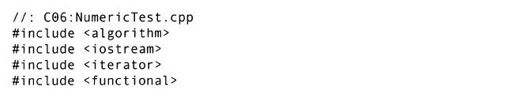 //: C06:NumericTest.cpp
#include <algorithm>
#include <iostream>
#include <iterator>
#include <functional>